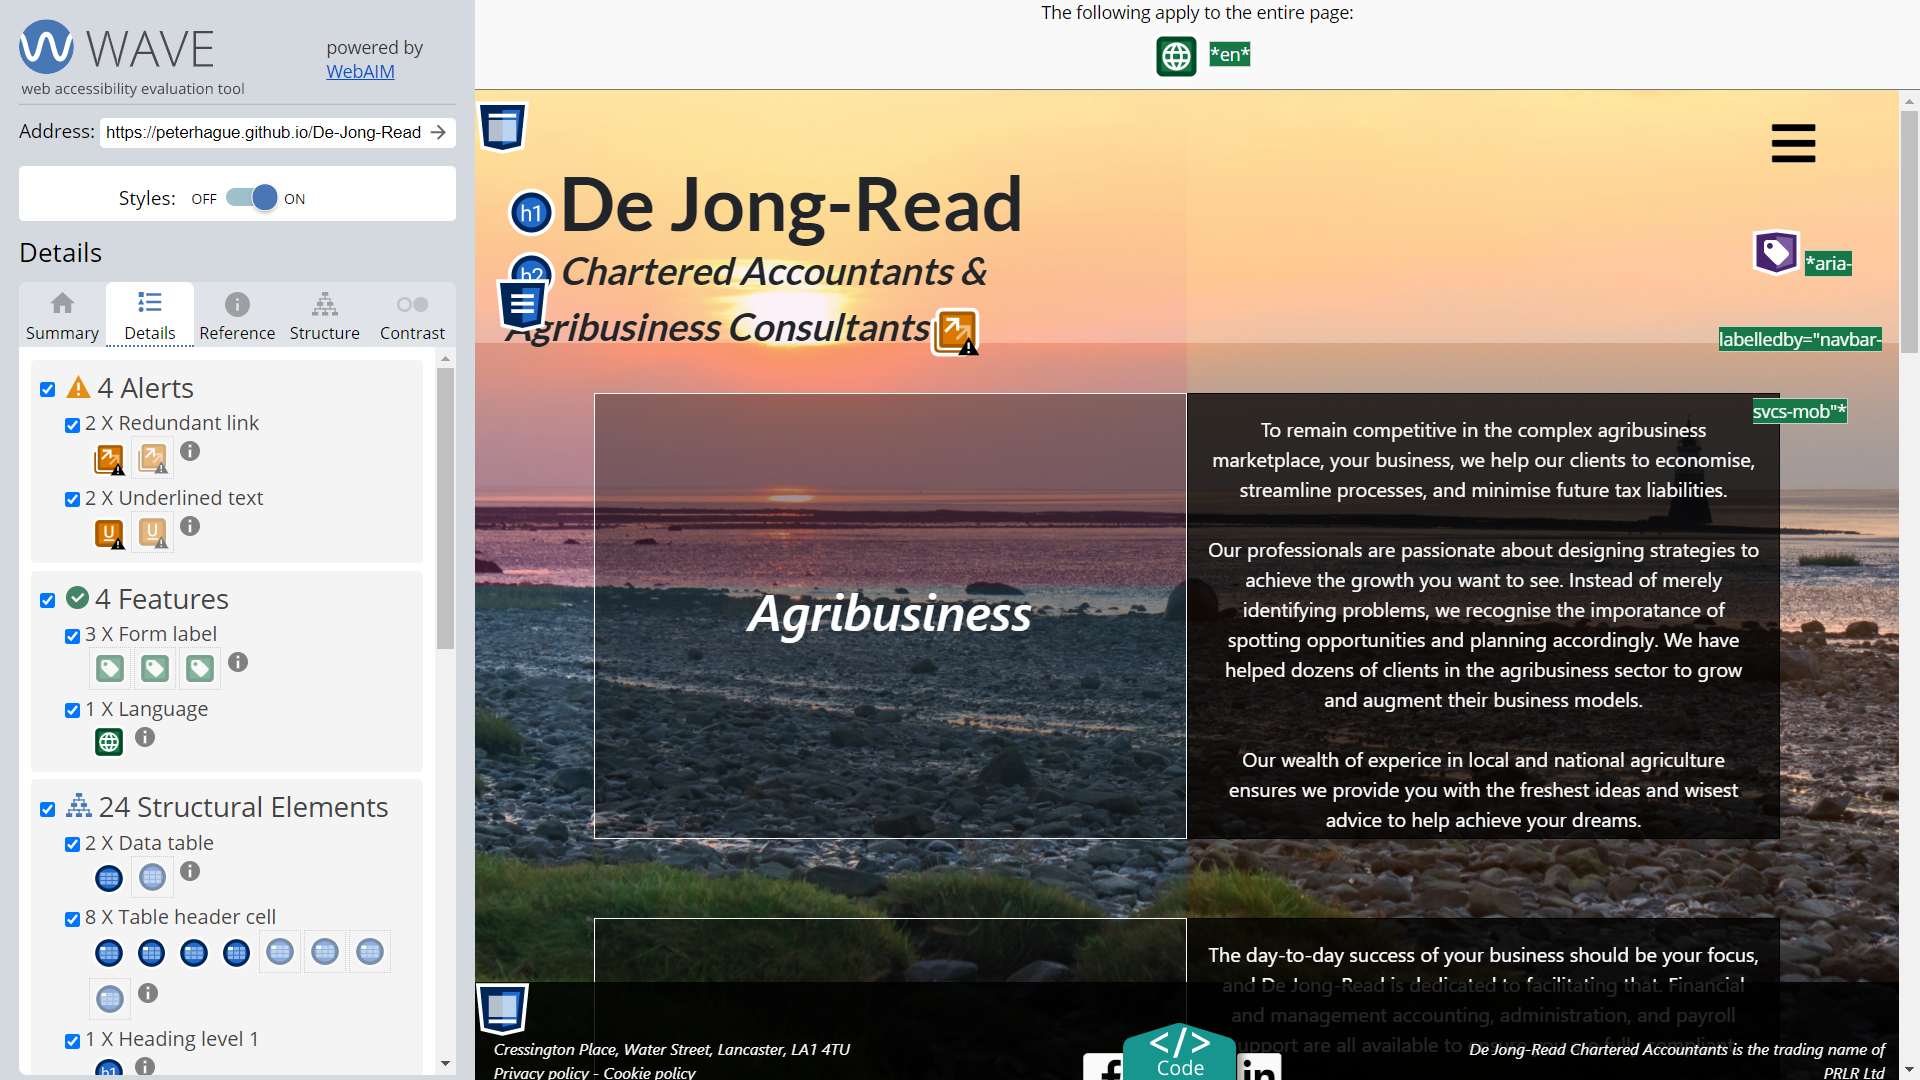 WAVE
web accessibility evaluation tool
powered by
WebAIM
Address: https://peterhague.github.io/De-Jong-Read
Styles: OFF ON
Details
Summary Details Reference Structure Contrast
4 Alerts
2 X Redundant link
2 X Underlined text
4 Features
3 X Form label
1 X Language
24 Structural Elements
2 X Data table
8 X Table header cell
1 X Heading level 1
h1
The following apply to the entire page:
*en*
h1 De Jong-Read
h2 Chartered Accountants &
Agribusiness Consultants
*aria-
labelledby="navbar-
svcs-mob"*
Agribusiness
To remain competitive in the complex agribusiness
marketplace, your business, we help our clients to economise,
streamline processes, and minimise future tax liabilities.
Our professionals are passionate about designing strategies to
achieve the growth you want to see. Instead of merely
identifying problems, we recognise the imporatance of
spotting opportunities and planning accordingly. We have
helped dozens of clients in the agribusiness sector to grow
and augment their business models.
Our wealth of experice in local and national agriculture
ensures we provide you with the freshest ideas and wisest
advice to help achieve your dreams.
The day-to-day success of your business should be your focus,
and De Jong-Read is dedicated to facilitating that. Financial
and management accounting, administration, and payroll
support are all available to ensure you are fully compliant.
Cressington Place, Water Street, Lancaster, LA1 4TU
Privacy policy - Cookie policy
</> Code
De Jong-Read Chartered Accountants is the trading name of
PRLR Ltd